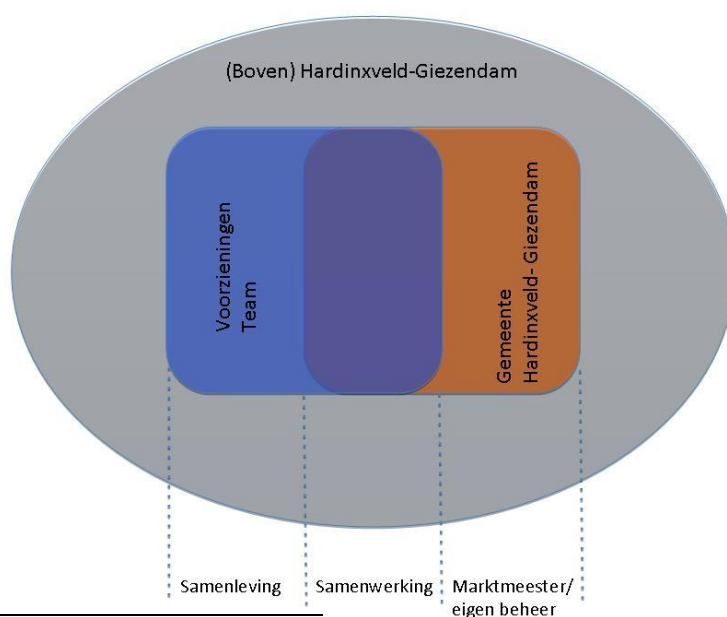 (Boven) Hardinxveld-Giezendam
Voorzieningen
Team
Gemeente
Hardinxveld- Giezendam
Samenleving
Samenwerking
Marktmeester/
eigen beheer